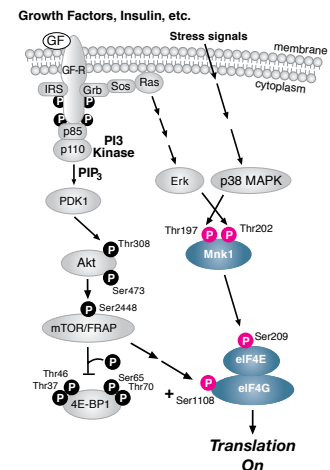 Growth Factors, Insulin, etc.
Stress signals
GF
membrane
cytoplasm
GF-R
IRS
Grb
Sos
Ras
P
P
P
P
p85
p110
PI3
Kinase
PIP3
PDK1
Erk
p38 MAPK
Thr197
P
P
Thr202
Mnk1
P
Thr308
Akt
P
Ser473
P
Ser2448
mTOR/FRAP
P
Thr46
Thr37
P
P
Ser65
Thr70
P
P
4E-BP1
P
Ser209
eIF4E
P
eIF4G
+
Ser1108
Translation
On